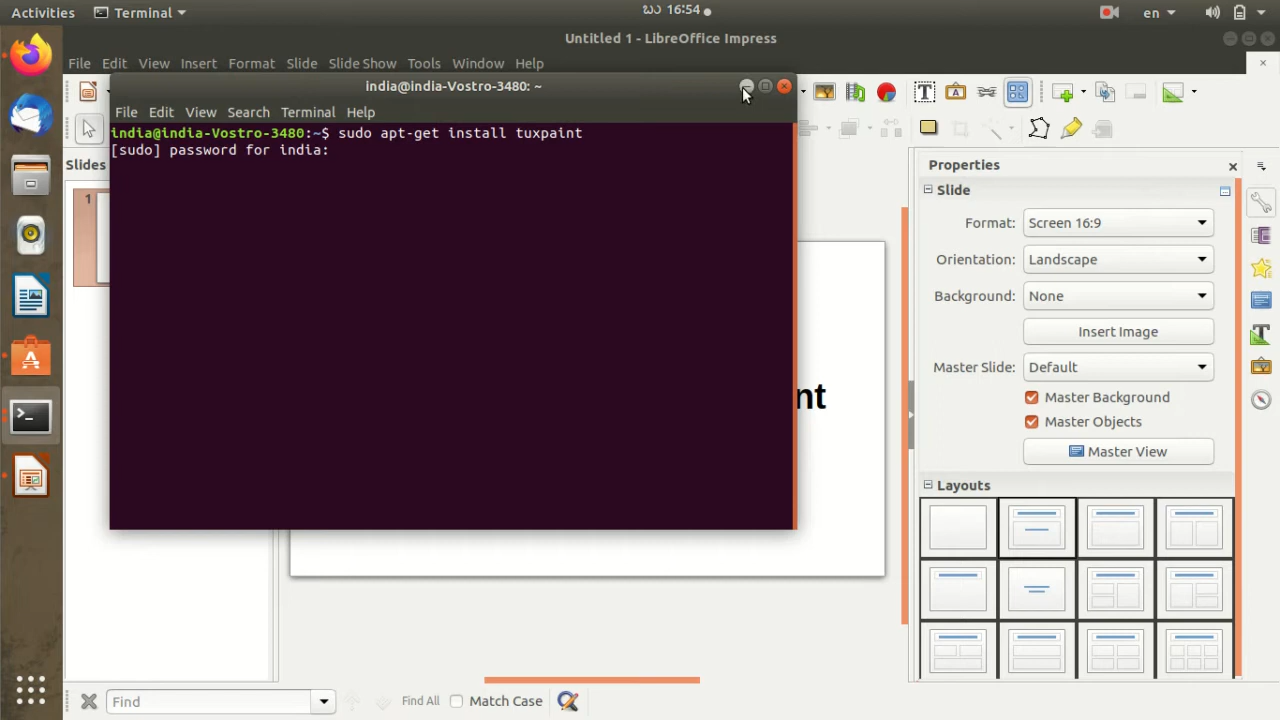 Activities Terminal ඔය 16:54 en
Untitled 1 - LibreOffice Impress
File Edit View Insert Format Slide Slide Show Tools Window Help
india@india-Vostro-3480: ~
File Edit View Search Terminal Help
india@india-Vostro-3480:~$ sudo apt-get install tuxpaint
[sudo] password for india:
Slides
1
nt
Properties
Slide
Format: Screen 16:9
Orientation: Landscape
Background: None
Insert Image
Master Slide: Default
Master Background
Master Objects
Master View
Layouts
Find Find All Match Case